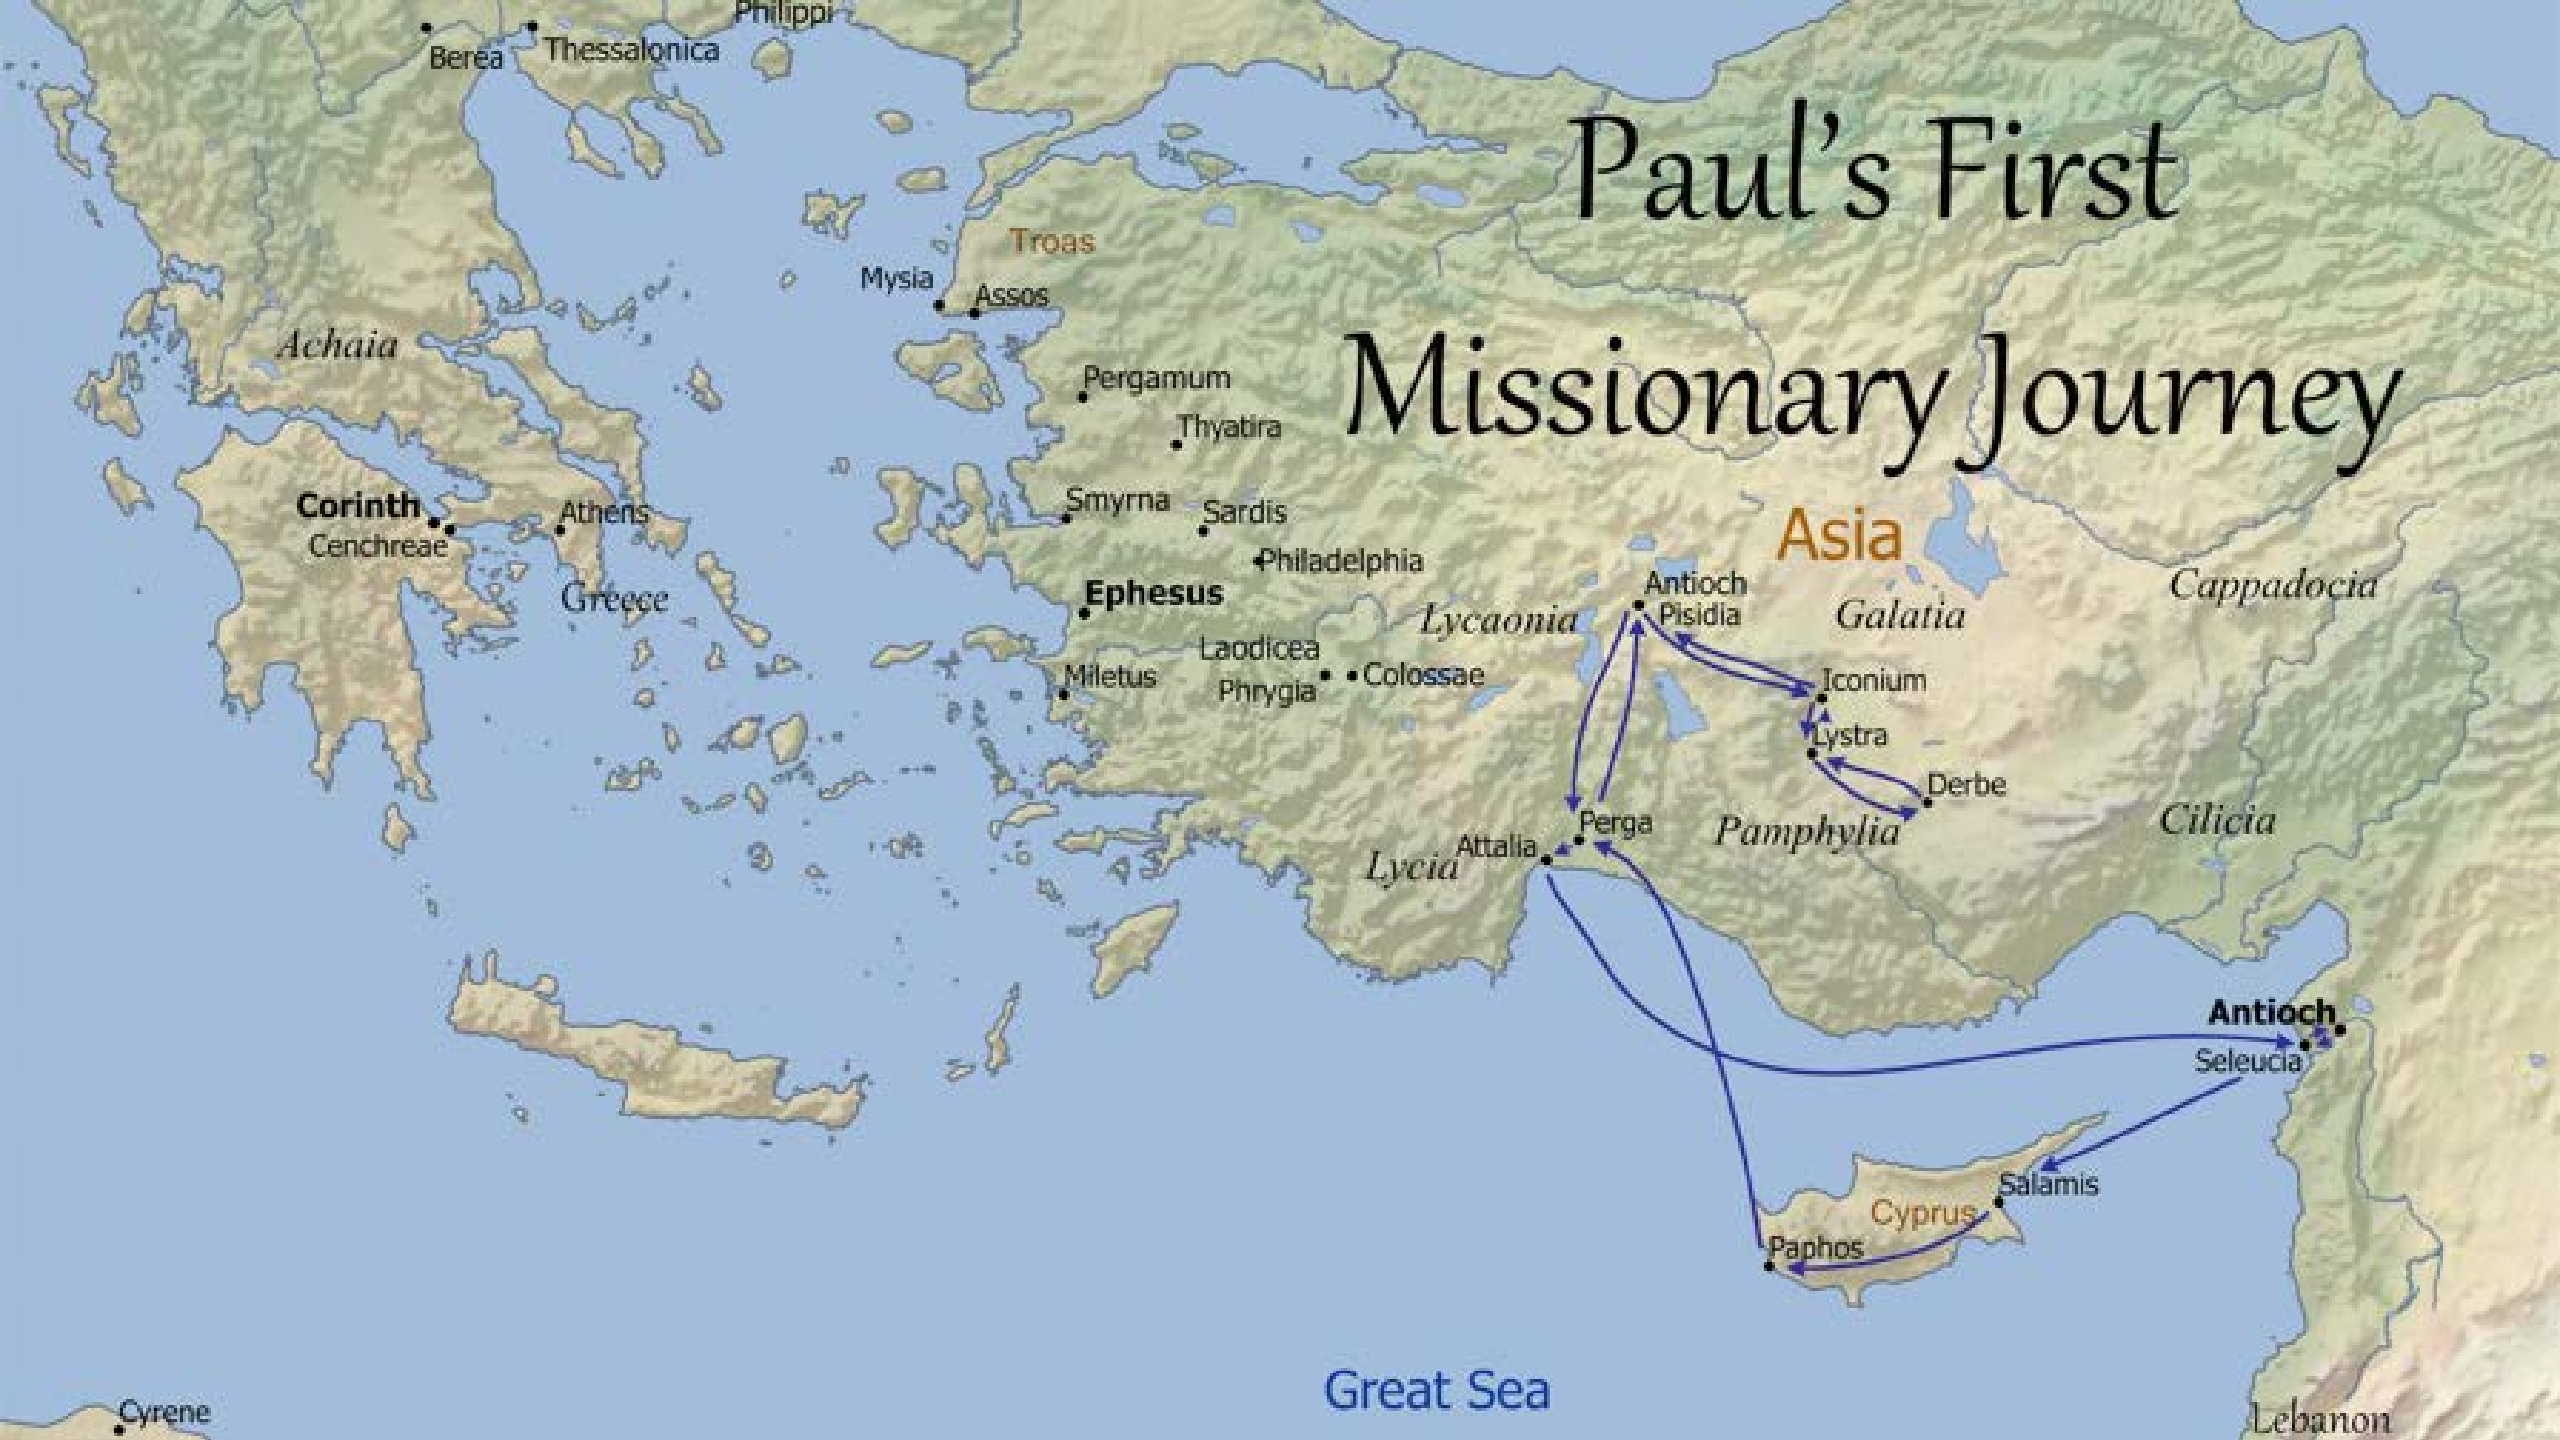 Philippi
Berea
Thessalonica
Paul's First
Missionary Journey
Troas
Mysia
Assos
Achaia
Pergamum
Thyatira
Corinth
Cenchreae
Athens
Greece
Smyrna
Sardis
Philadelphia
Ephesus
Laodicea
Phrygia
Colossae
Miletus
Asia
Antioch
Pisidia
Lycaonia
Galatia
Cappadocia
Iconium
Lystra
Derbe
Perga
Attalia
Lycia
Pamphylia
Cilicia
Antioch
Seleucia
Salamis
Cyprus
Paphos
Great Sea
Cyrene
Lebanon